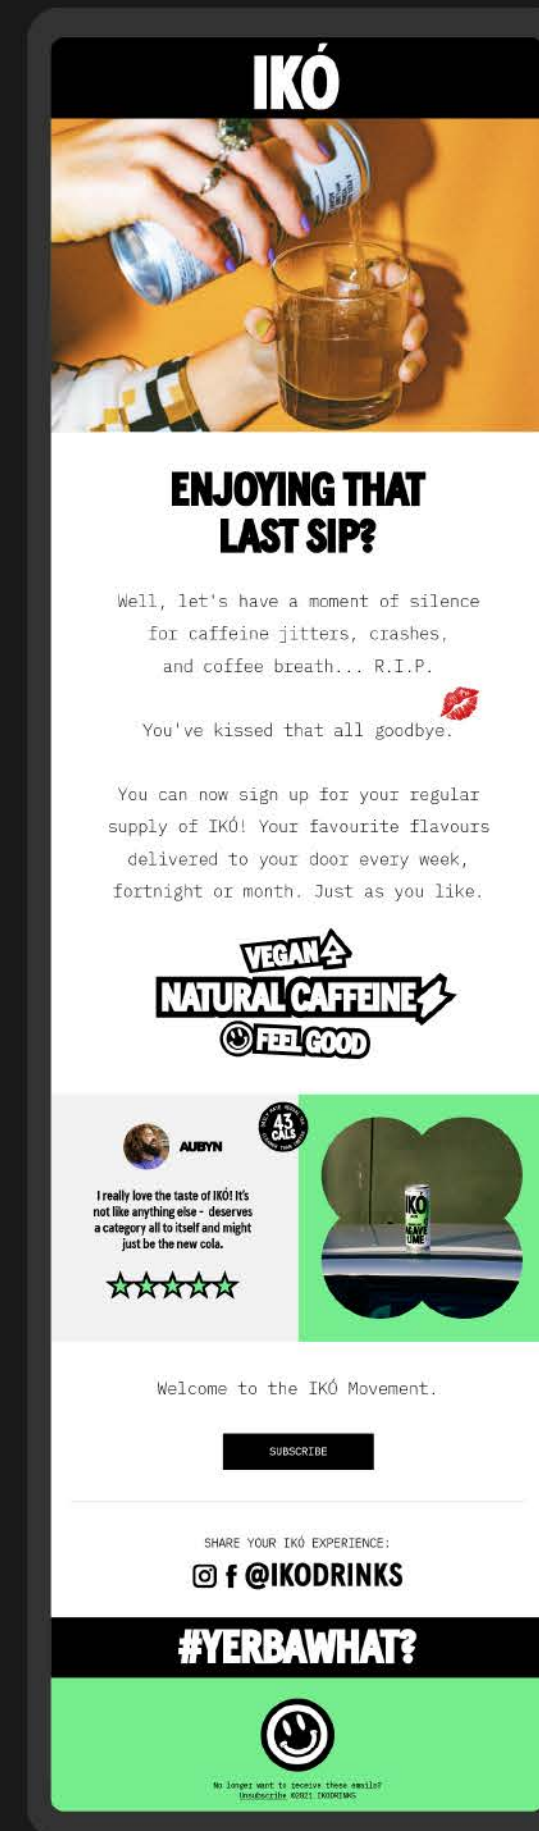 IKÓ
ENJOYING THAT
LAST SIP?
Well, let's have a moment of silence
for caffeine jitters, crashes,
and coffee breath... R.I.P.
You've kissed that all goodbye.
You can now sign up for your regular
supply of IKÓ! Your favourite flavours
delivered to your door every week,
fortnight or month. Just as you like.
VEGAN
NATURAL CAFFEINE
FEEL GOOD
43
CALS
AUBYN
I really love the taste of IKÓ! It's
not like anything else - deserves
a category all to itself and might
just be the new cola.
IKÓ
AGAVE
LIME
Welcome to the IKÓ Movement.
SUBSCRIBE
SHARE YOUR IKÓ EXPERIENCE:
@IKODRINKS
#YERBAWHAT?
No longer want to receive these emails?
Unsubscribe ©2021 IKODRINKS